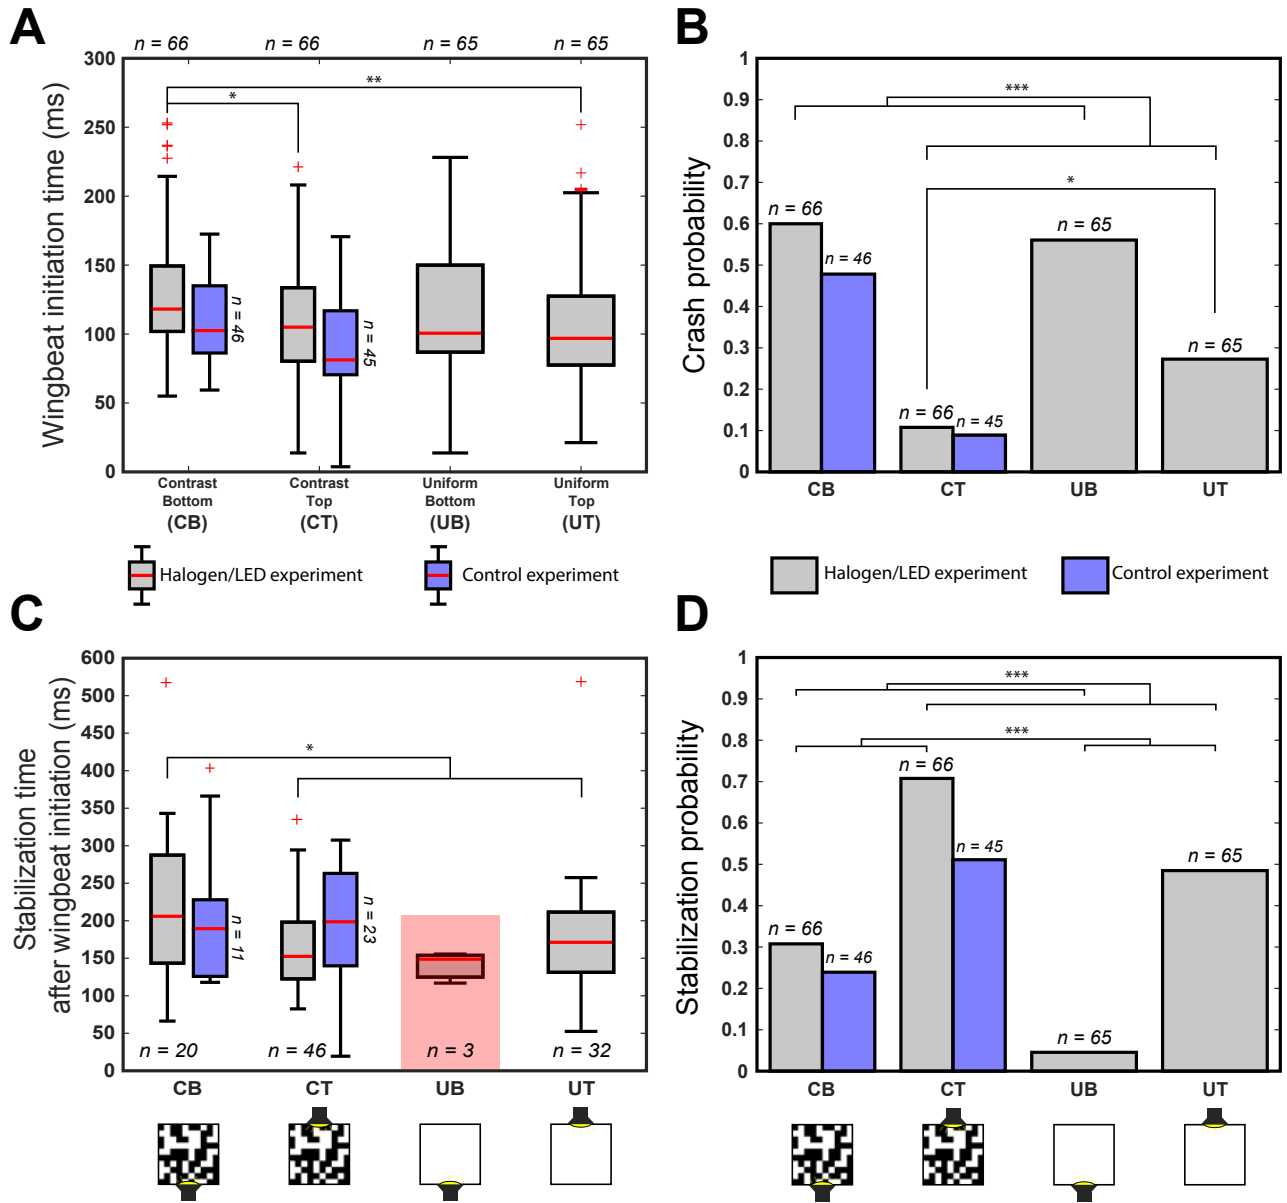 A
n = 66
n = 66
n = 65
n = 65
300
250
200
150
100
50
0
Wingbeat initiation time (ms)
**
*
n = 46
n = 45
Contrast
Bottom
(CB)
Contrast
Top
(CT)
Uniform
Bottom
(UB)
Uniform
Top
(UT)
Halogen/LED experiment
Control experiment
B
1
0.9
0.8
0.7
0.6
0.5
0.4
0.3
0.2
0.1
0
Crash probability
***
*
n = 66
n = 46
n = 66
n = 45
n = 65
n = 65
CB
CT
UB
UT
Halogen/LED experiment
Control experiment
C
600
550
500
450
400
350
300
250
200
150
100
50
0
Stabilization time
after wingbeat initiation (ms)
*
n = 11
n = 23
n = 20
n = 46
n = 3
n = 32
CB
CT
UB
UT
D
1
0.9
0.8
0.7
0.6
0.5
0.4
0.3
0.2
0.1
0
Stabilization probability
***
***
n = 66
n = 46
n = 66
n = 45
n = 65
n = 65
CB
CT
UB
UT